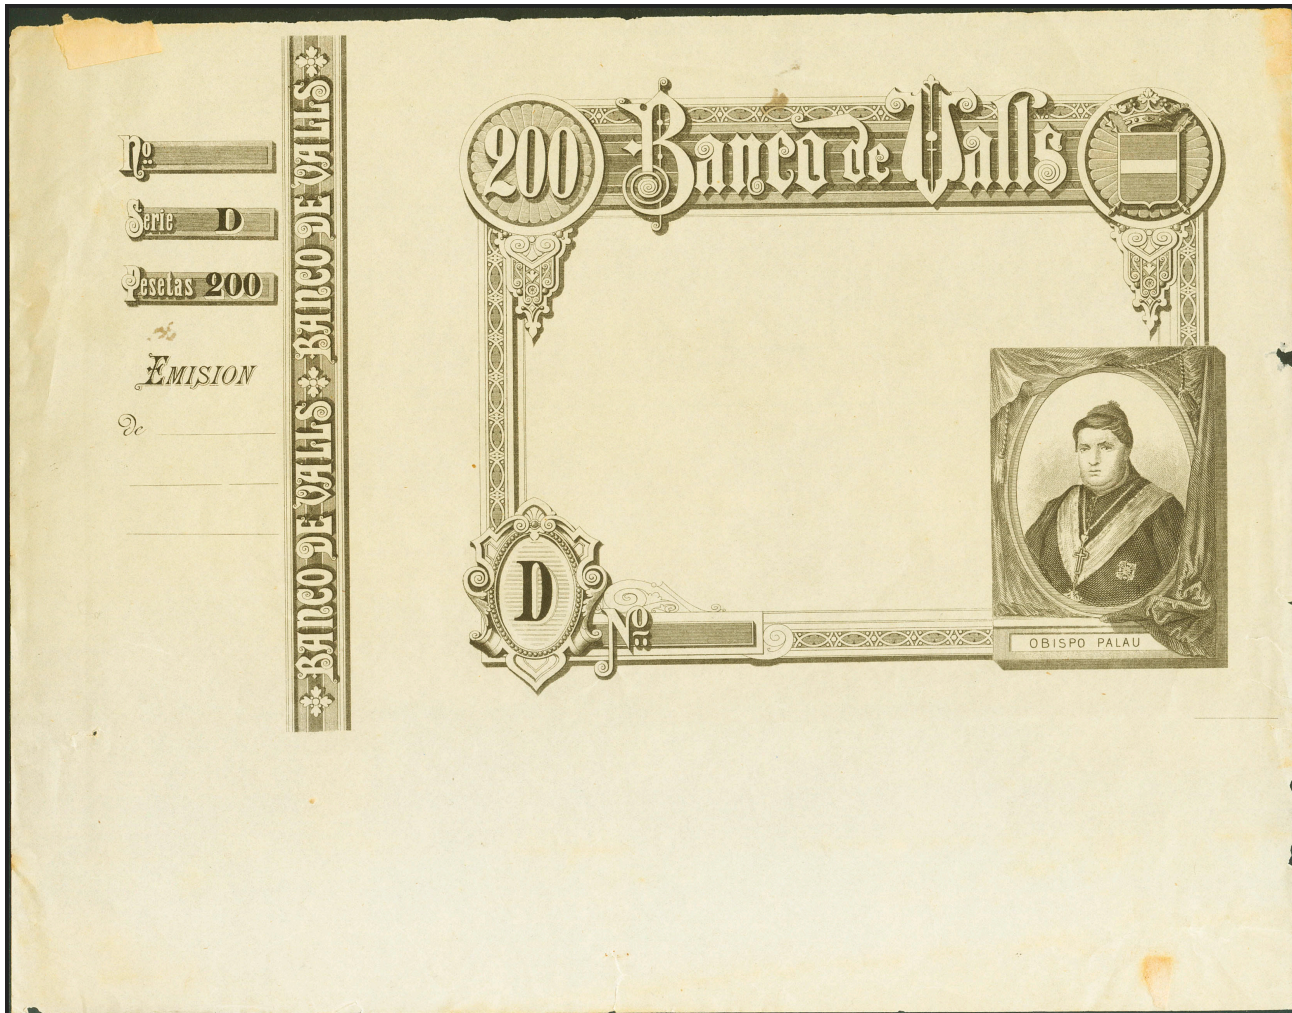 Nº
Serie D
Pesetas 200
EMISION
de
BANCO DE VALLS BANCO DE VALLS
200 Banco de Valls
D
Nº
OBISPO PALAU